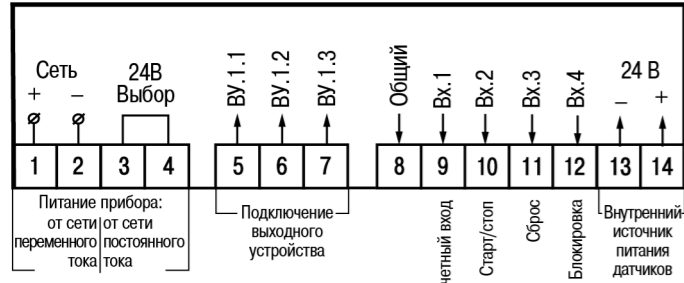 Сеть
+ –
24В
Выбор
ВУ.1.1
ВУ.1.2
ВУ.1.3
Общий
Вх.1
Вх.2
Вх.3
Вх.4
24 В
– +
1 2 3 4 5 6 7 8 9 10 11 12 13 14
Питание прибора:
от сети переменного тока
от сети постоянного тока
Подключение
выходного
устройства
четный вход
Старт/стоп
Сброс
Блокировка
Внутренний
источник
питания
датчиков